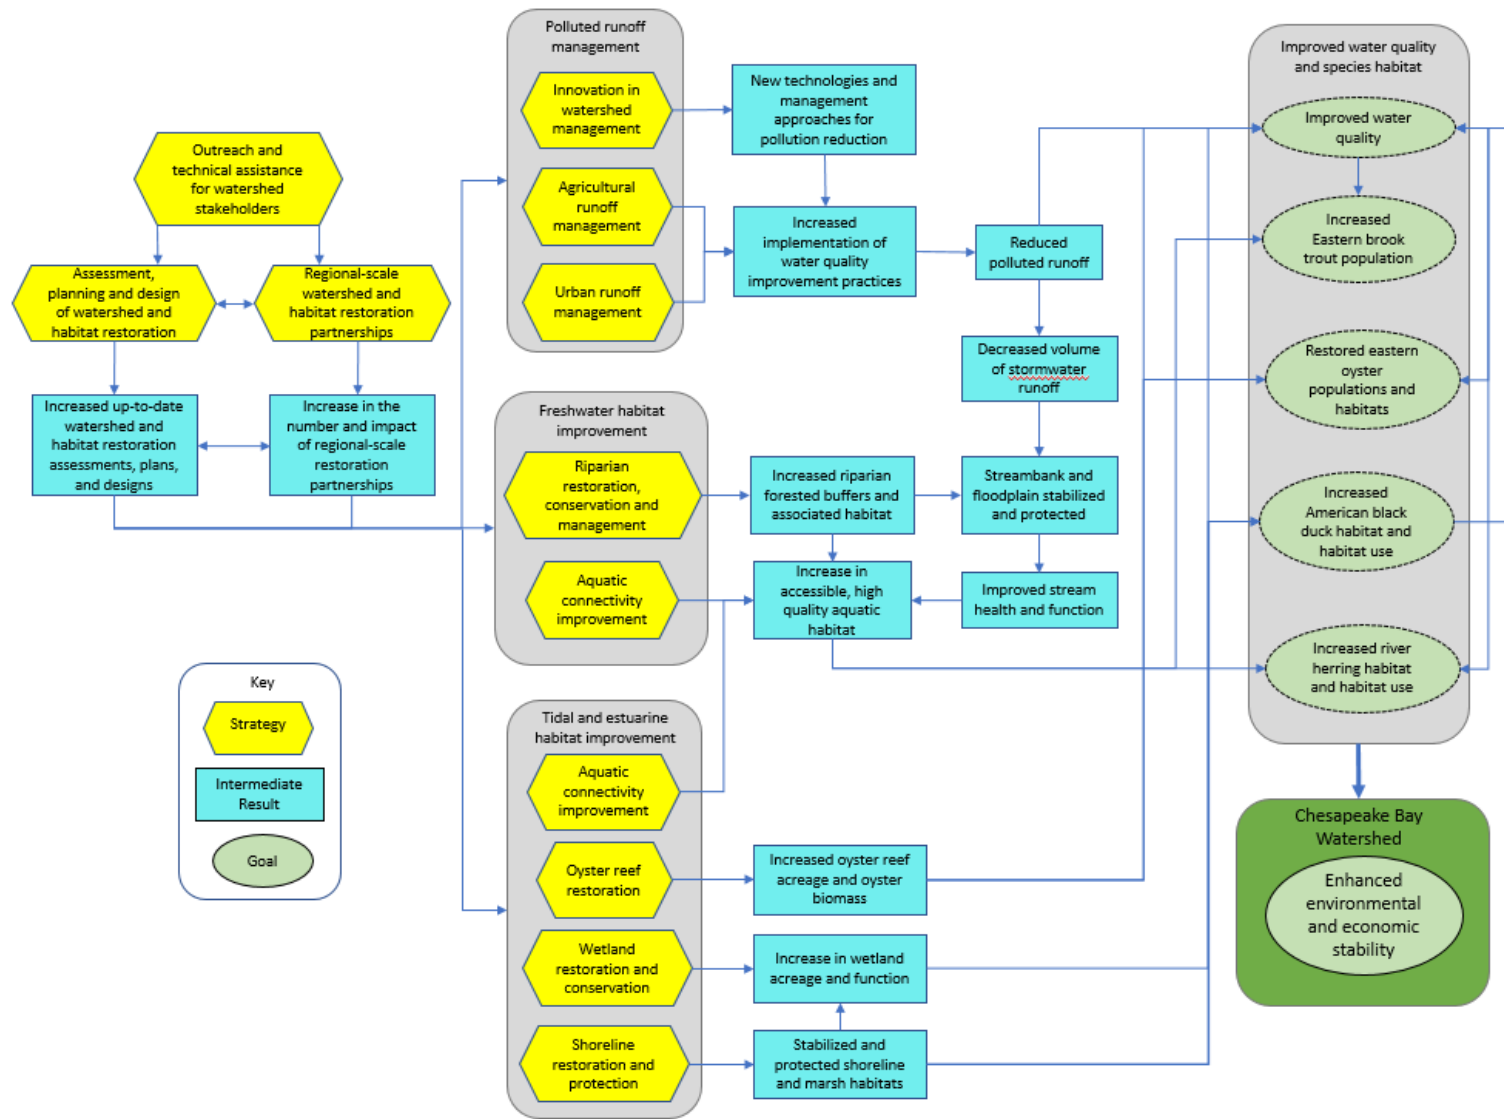 Polluted runoff
management
Innovation in
watershed
management
Agricultural
runoff
management
Urban runoff
management
New technologies and
management
approaches for
pollution reduction
Increased
implementation of
water quality
improvement practices
Reduced
polluted runoff
Decreased volume
of stormwater
runoff
Outreach and
technical assistance
for watershed
stakeholders
Assessment,
planning and design
of watershed and
habitat restoration
Regional-scale
watershed and
habitat restoration
partnerships
Increased up-to-date
watershed and
habitat restoration
assessments, plans,
and designs
Increase in the
number and impact
of regional-scale
restoration
partnerships
Freshwater habitat
improvement
Riparian
restoration,
conservation and
management
Aquatic
connectivity
improvement
Increased riparian
forested buffers and
associated habitat
Streambank and
floodplain stabilized
and protected
Increase in
accessible, high
quality aquatic
habitat
Improved stream
health and function
Key
Strategy
Intermediate
Result
Goal
Tidal and estuarine
habitat improvement
Aquatic
connectivity
improvement
Oyster reef
restoration
Wetland
restoration and
conservation
Shoreline
restoration and
protection
Increased oyster reef
acreage and oyster
biomass
Increase in wetland
acreage and function
Stabilized and
protected shoreline
and marsh habitats
Improved water quality
and species habitat
Improved water
quality
Increased
Eastern brook
trout population
Restored eastern
oyster
populations and
habitats
Increased
American black
duck habitat and
habitat use
Increased river
herring habitat
and habitat use
Chesapeake Bay
Watershed
Enhanced
environmental
and economic
stability